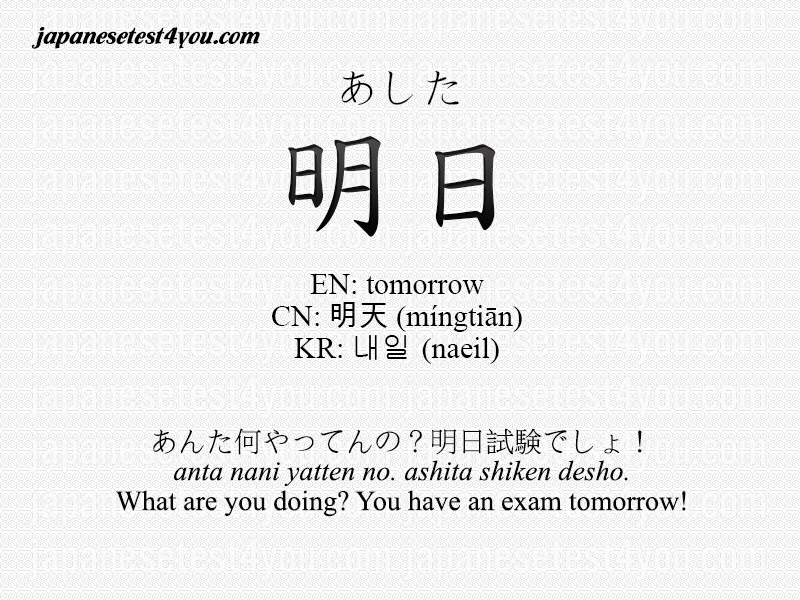 japanesetest4you.com
あした
明日
EN: tomorrow
CN: 明天 (míngtiān)
KR: 내일 (naeil)
あんた何やってんの？明日試験でしょ！
anta nani yatten no. ashita shiken desho.
What are you doing? You have an exam tomorrow!